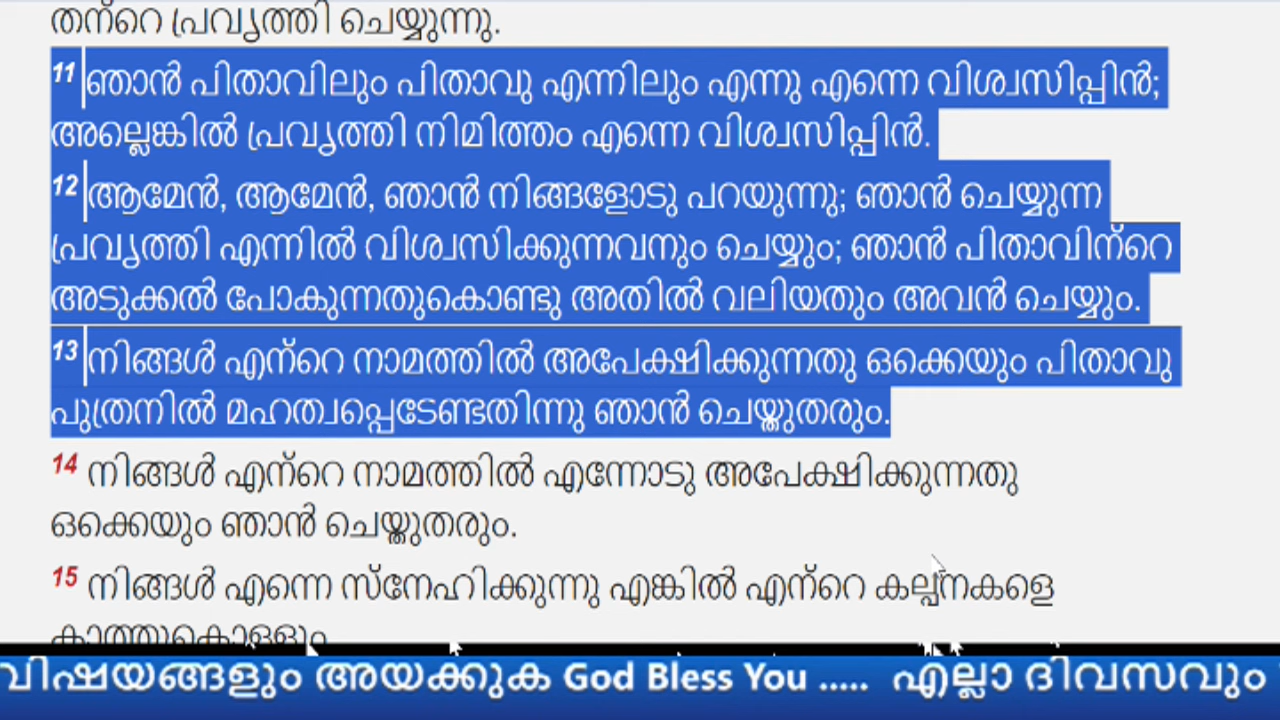 തന്റെ പ്രവൃത്തി ചെയ്യുന്നു.
11 ഞാൻ പിതാവിലും പിതാവു എന്നിലും എന്നു എന്നെ വിശ്വസിപ്പിൻ;
അല്ലെങ്കിൽ പ്രവൃത്തി നിമിത്തം എന്നെ വിശ്വസിപ്പിൻ.
12 ആമേൻ, ആമേൻ, ഞാൻ നിങ്ങളോടു പറയുന്നു; ഞാൻ ചെയ്യുന്ന
പ്രവൃത്തി എന്നിൽ വിശ്വസിക്കുന്നവനും ചെയ്യും; ഞാൻ പിതാവിന്റെ
അടുക്കൽ പോകുന്നതുകൊണ്ടു അതിൽ വലിയതും അവൻ ചെയ്യും.
13 നിങ്ങൾ എന്റെ നാമത്തിൽ അപേക്ഷിക്കുന്നതു ഒക്കെയും പിതാവു
പുത്രനിൽ മഹത്വപ്പെടേണ്ടതിന്നു ഞാൻ ചെയ്തുതരും.
14 നിങ്ങൾ എന്റെ നാമത്തിൽ എന്നോടു അപേക്ഷിക്കുന്നതു
ഒക്കെയും ഞാൻ ചെയ്തുതരും.
15 നിങ്ങൾ എന്നെ സ്നേഹിക്കുന്നു എങ്കിൽ എന്റെ കല്പനകളെ
കാത്തുകൊള്ളും
വിഷയങ്ങളും അയക്കുക God Bless You ..... എല്ലാ ദിവസവും